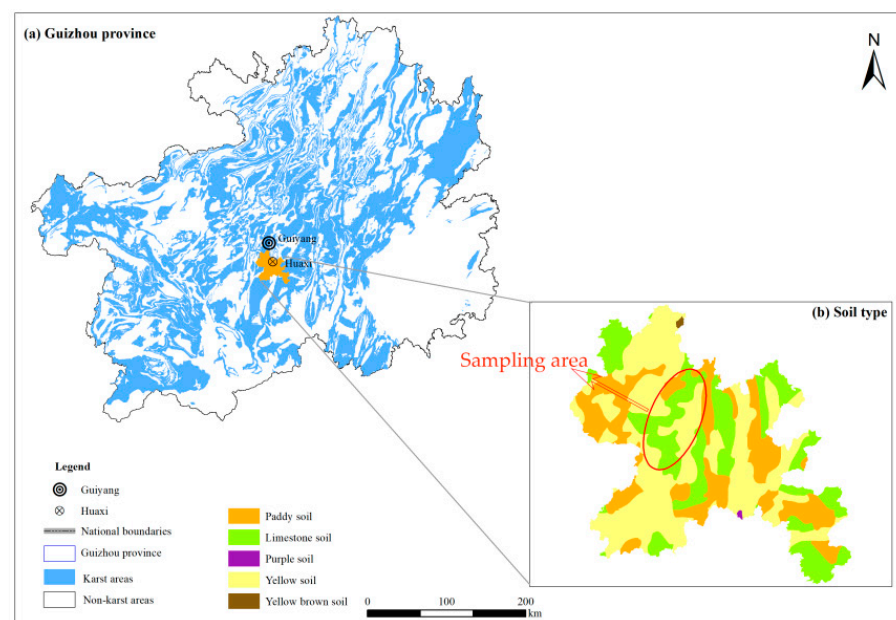 (a) Guizhou province
N
Guiyang
Huaxi
(b) Soil type
Sampling area
Legend
Guiyang
Huaxi
National boundaries
Guizhou province
Karst areas
Non-karst areas
Paddy soil
Limestone soil
Purple soil
Yellow soil
Yellow brown soil
0 100 200
km